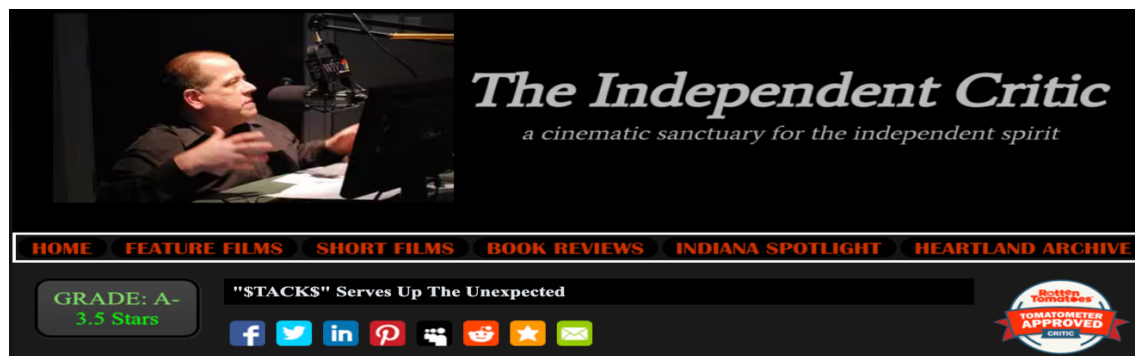 The Independent Critic
a cinematic sanctuary for the independent spirit
HOME FEATURE FILMS SHORT FILMS BOOK REVIEWS INDIANA SPOTLIGHT HEARTLAND ARCHIVE
GRADE: A-
3.5 Stars
"$TACK$" Serves Up The Unexpected
f in
Rotten
Tomatoes
TOMATOMETER
APPROVED
CRITIC